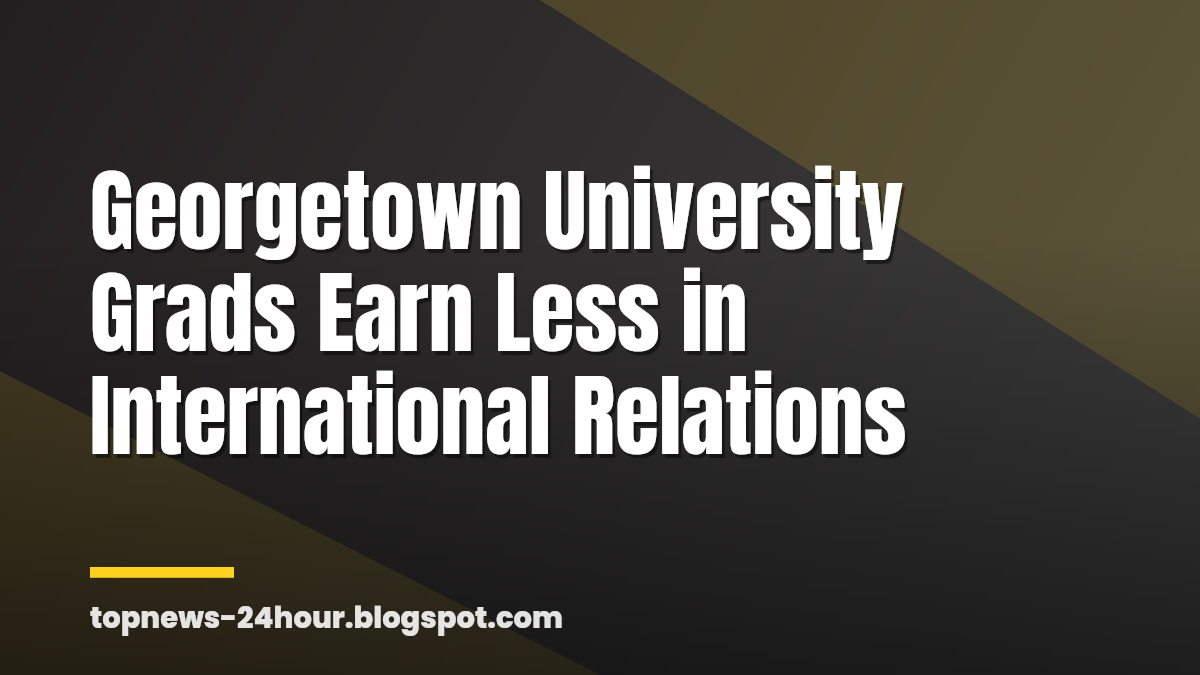 Georgetown University
Grads Earn Less in
International Relations
topnews-24hour.blogspot.com